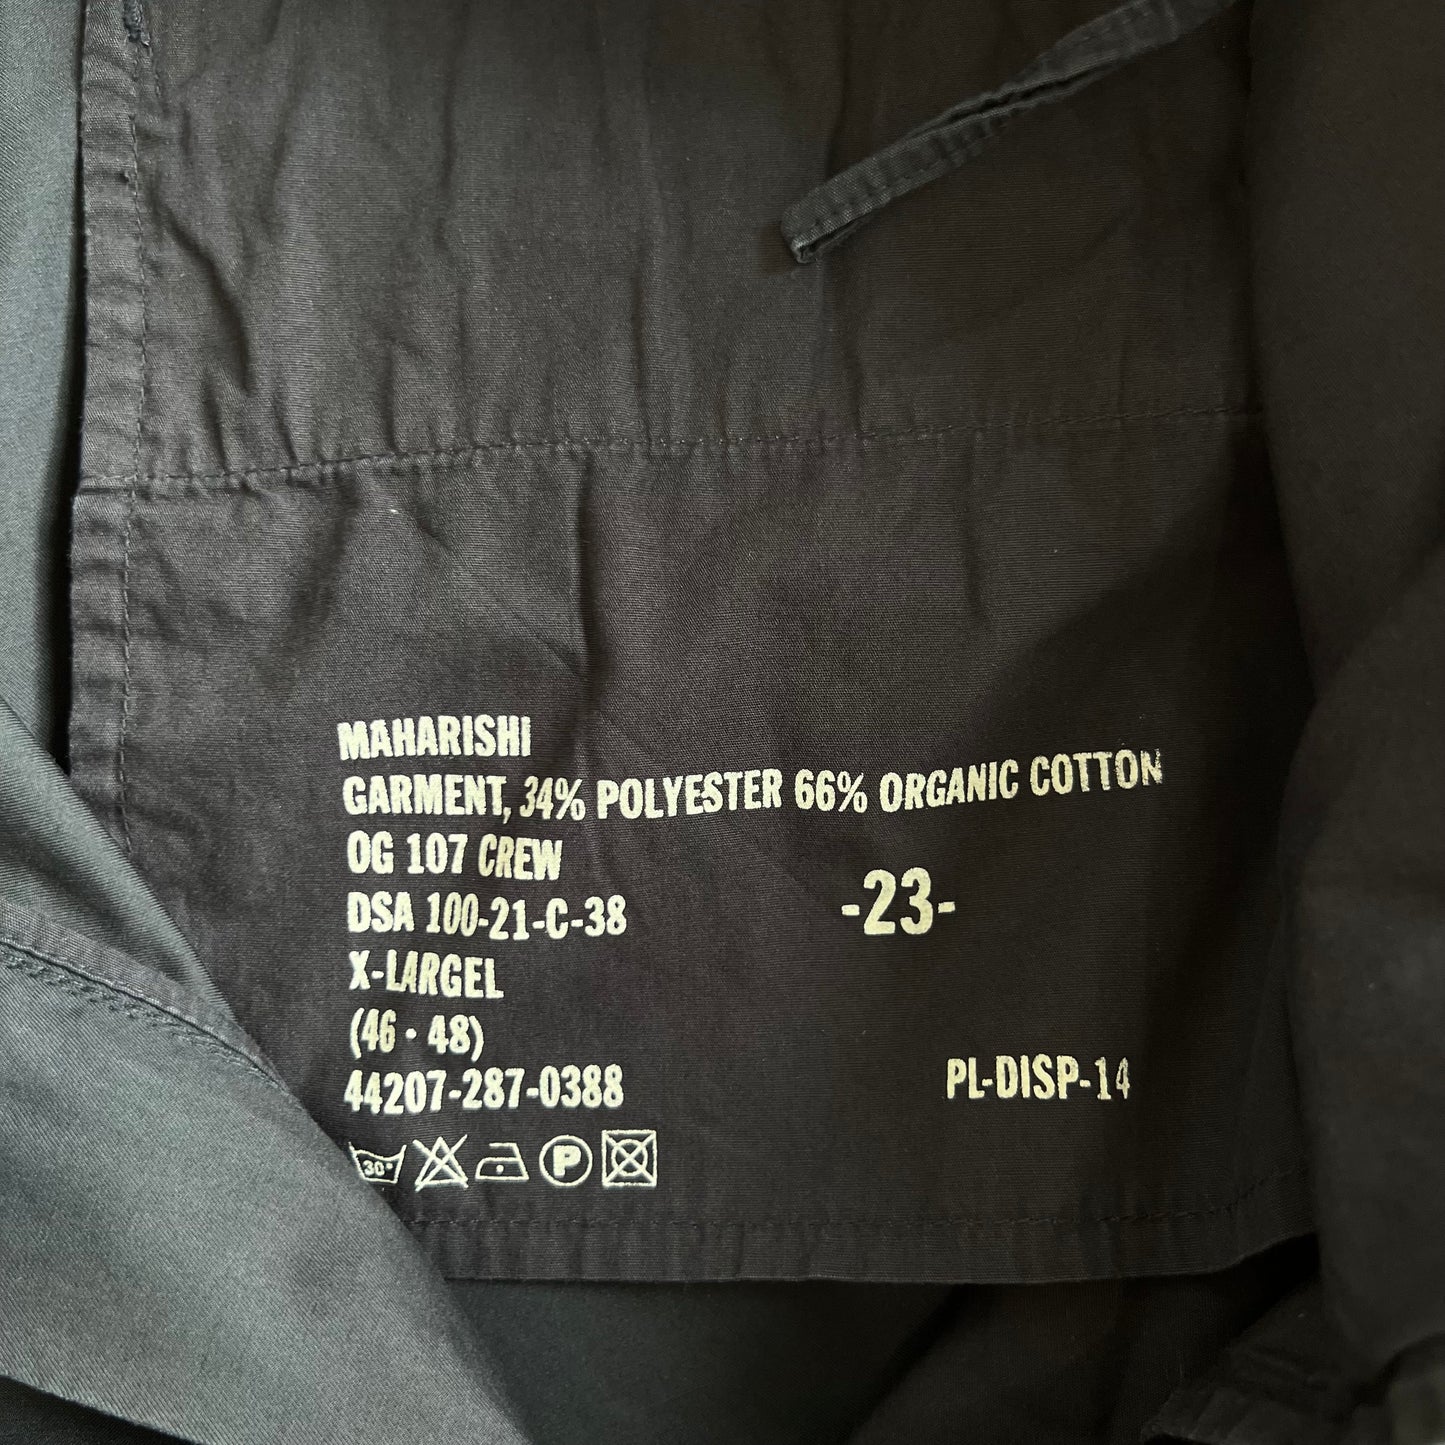 MAHARISHI
GARMENT, 34% POLYESTER 66% ORGANIC COTTON
OG 107 CREW
DSA 100-21-C-38
-23-
X-LARGEL
(46 · 48)
44207-287-0388
PL-DISP-14
30°
P